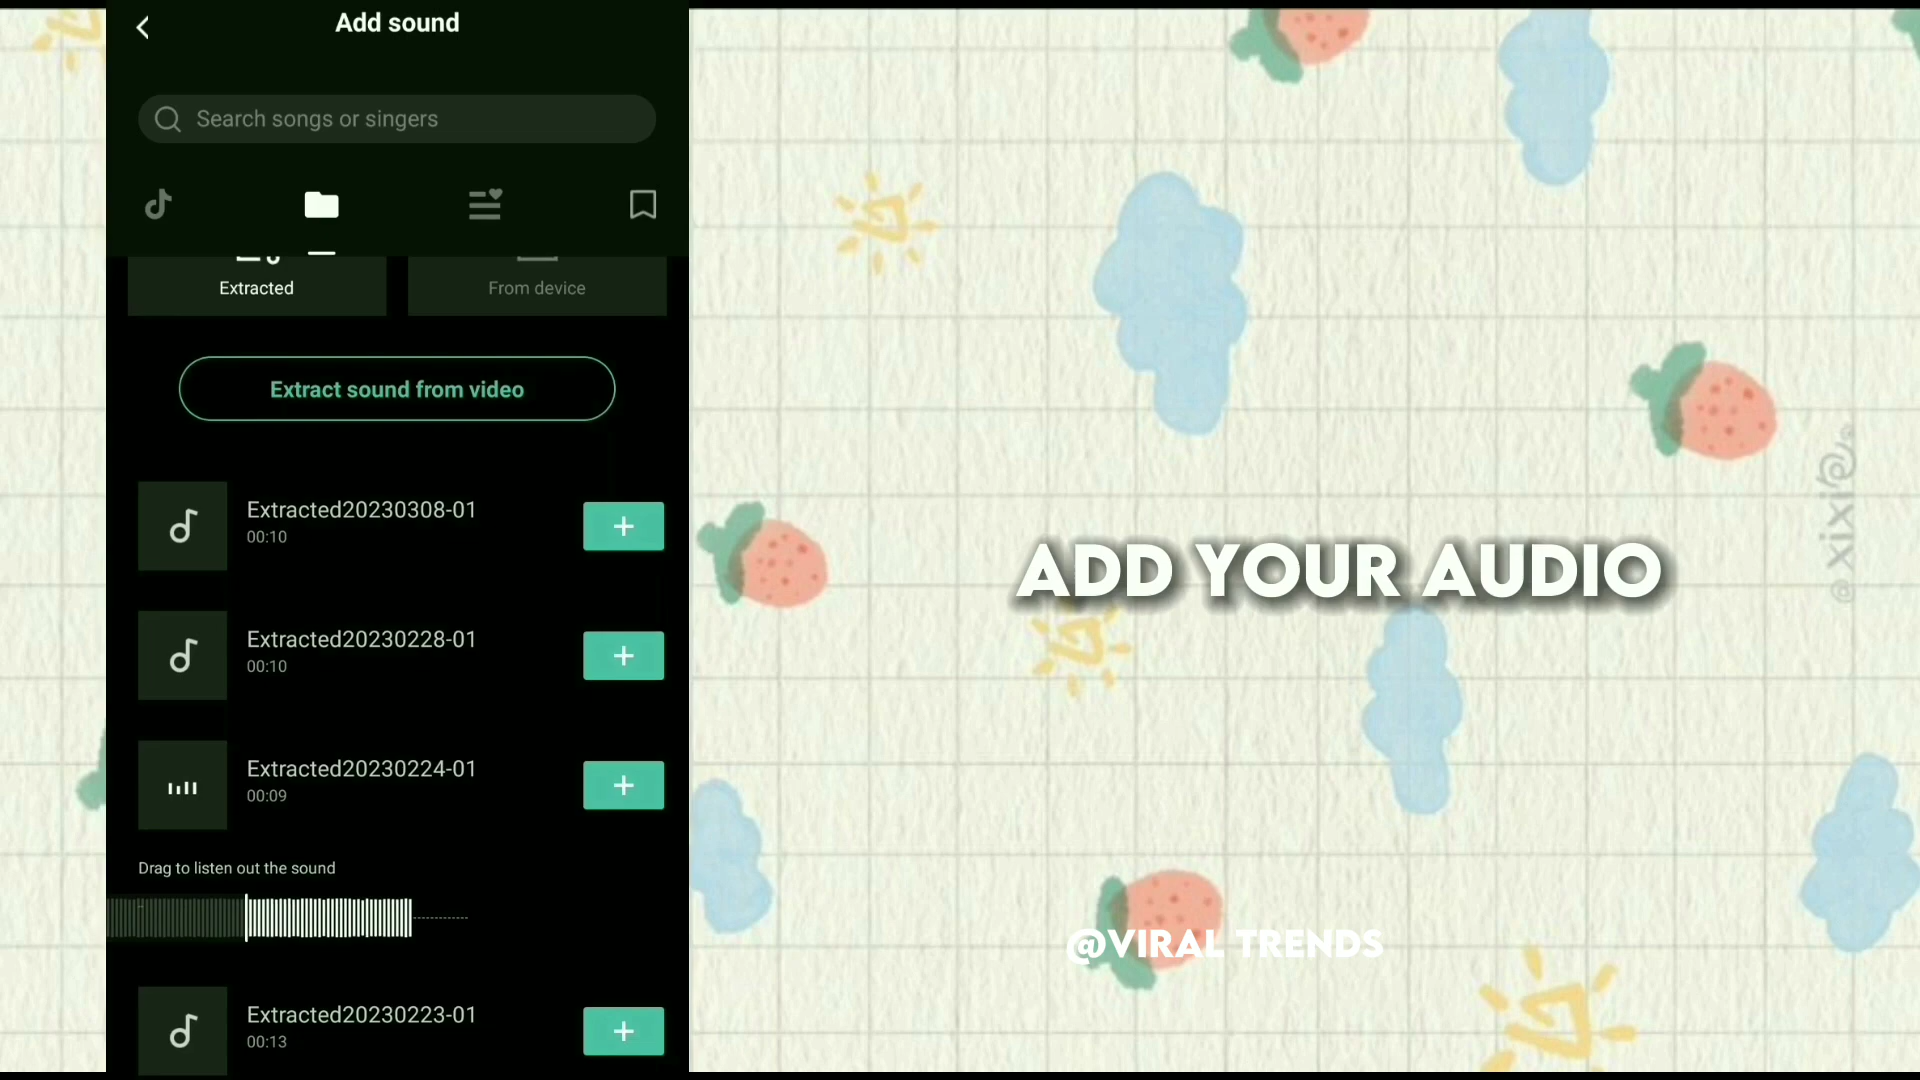 Add sound
Search songs or singers
Extracted
From device
Extract sound from video
Extracted20230308-01
00:10
Extracted20230228-01
00:10
Extracted20230224-01
00:09
Drag to listen out the sound
Extracted20230223-01
00:13
ADD YOUR AUDIO
@VIRAL TRENDS
@xixi